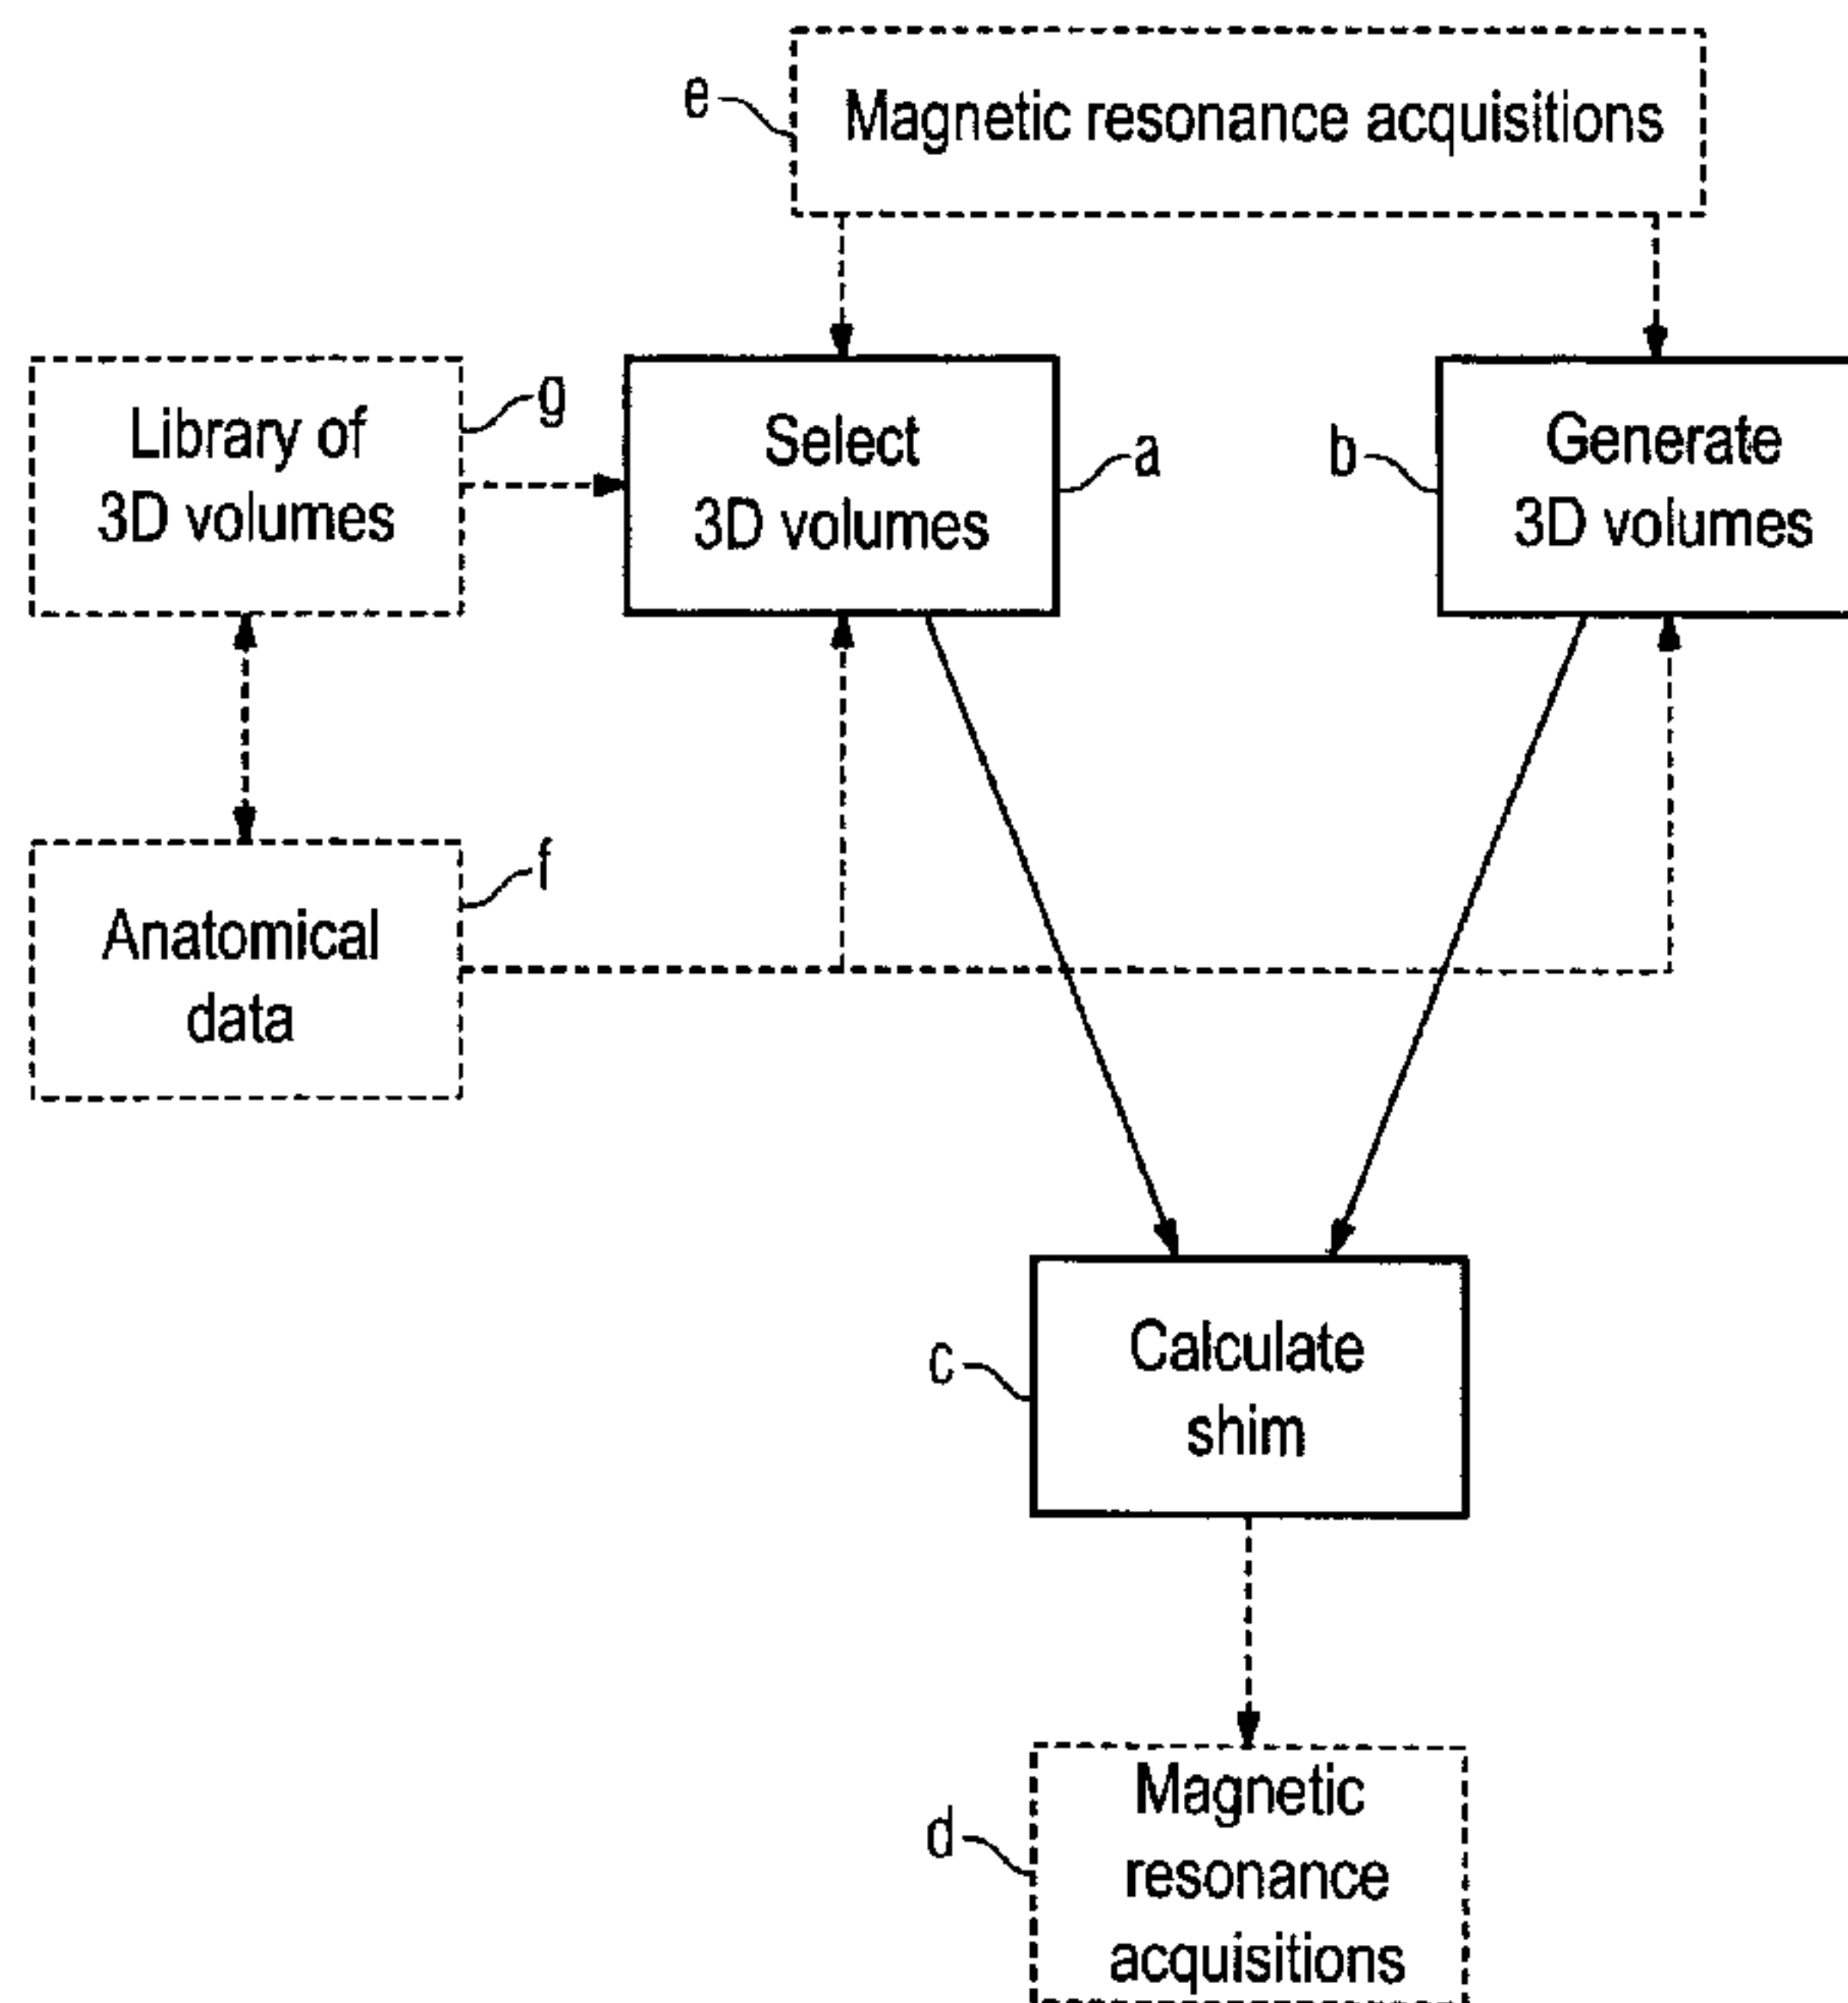 e
Magnetic resonance acquisitions
Library of
3D volumes
g
Select
3D volumes
a
b
Generate
3D volumes
Anatomical
data
f
c
Calculate
shim
d
Magnetic
resonance
acquisitions